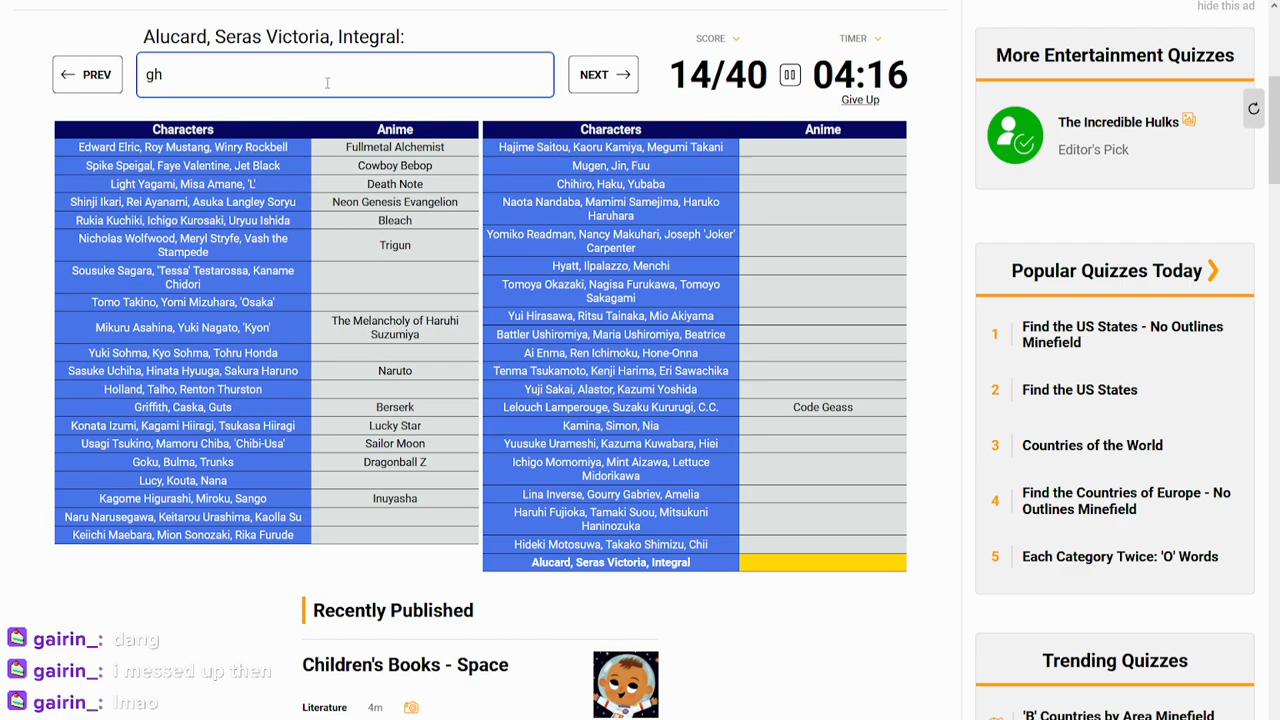 hide this ad
Alucard, Seras Victoria, Integral:
SCORE
TIMER
← PREV
gh
NEXT →
14/40
04:16
Give Up
Characters Anime
Edward Elric, Roy Mustang, Winry Rockbell Fullmetal Alchemist
Spike Speigal, Faye Valentine, Jet Black Cowboy Bebop
Light Yagami, Misa Amane, 'L' Death Note
Shinji Ikari, Rei Ayanami, Asuka Langley Soryu Neon Genesis Evangelion
Rukia Kuchiki, Ichigo Kurosaki, Uryuu Ishida Bleach
Nicholas Wolfwood, Meryl Stryfe, Vash the
Stampede
Trigun
Sousuke Sagara, 'Tessa' Testarossa, Kaname
Chidori
Tomo Takino, Yomi Mizuhara, 'Osaka'
Mikuru Asahina, Yuki Nagato, 'Kyon'
The Melancholy of Haruhi
Suzumiya
Yuki Sohma, Kyo Sohma, Tohru Honda
Sasuke Uchiha, Hinata Hyuuga, Sakura Haruno Naruto
Holland, Talho, Renton Thurston
Griffith, Caska, Guts Berserk
Konata Izumi, Kagami Hiiragi, Tsukasa Hiiragi Lucky Star
Usagi Tsukino, Mamoru Chiba, 'Chibi-Usa' Sailor Moon
Goku, Bulma, Trunks Dragonball Z
Lucy, Kouta, Nana
Kagome Higurashi, Miroku, Sango Inuyasha
Naru Narusegawa, Keitarou Urashima, Kaolla Su
Keiichi Maebara, Mion Sonozaki, Rika Furude
Characters Anime
Hajime Saitou, Kaoru Kamiya, Megumi Takani
Mugen, Jin, Fuu
Chihiro, Haku, Yubaba
Naota Nandaba, Mamimi Samejima, Haruko
Haruhara
Yomiko Readman, Nancy Makuhari, Joseph 'Joker'
Carpenter
Hyatt, Ilpalazzo, Menchi
Tomoya Okazaki, Nagisa Furukawa, Tomoyo
Sakagami
Yui Hirasawa, Ritsu Tainaka, Mio Akiyama
Battler Ushiromiya, Maria Ushiromiya, Beatrice
Ai Enma, Ren Ichimoku, Hone-Onna
Tenma Tsukamoto, Kenji Harima, Eri Sawachika
Yuji Sakai, Alastor, Kazumi Yoshida
Lelouch Lamperouge, Suzaku Kururugi, C.C. Code Geass
Kamina, Simon, Nia
Yuusuke Urameshi, Kazuma Kuwabara, Hiei
Ichigo Momomiya, Mint Aizawa, Lettuce
Midorikawa
Lina Inverse, Gourry Gabriev, Amelia
Haruhi Fujioka, Tamaki Suou, Mitsukuni
Haninozuka
Hideki Motosuwa, Takako Shimizu, Chii
Alucard, Seras Victoria, Integral
More Entertainment Quizzes
The Incredible Hulks
Editor's Pick
Popular Quizzes Today
1 Find the US States - No Outlines
Minefield
2 Find the US States
3 Countries of the World
4 Find the Countries of Europe - No
Outlines Minefield
5 Each Category Twice: 'O' Words
Trending Quizzes
'B' Countries by Area Minefield
Recently Published
Children's Books - Space
Literature 4m
gairin_: dang
gairin_: i messed up then
gairin_: lmao